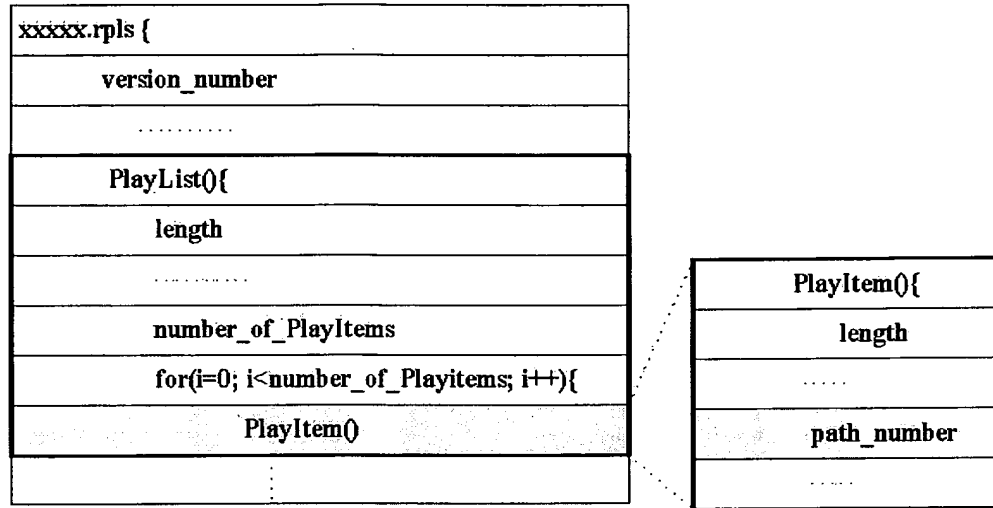 xxxxx.rpls {
version_number
..........
PlayList(){
length
..........
number_of_PlayItems
for(i=0; i<number_of_Playitems; i++){
PlayItem()
PlayItem(){
length
.....
path_number
.....